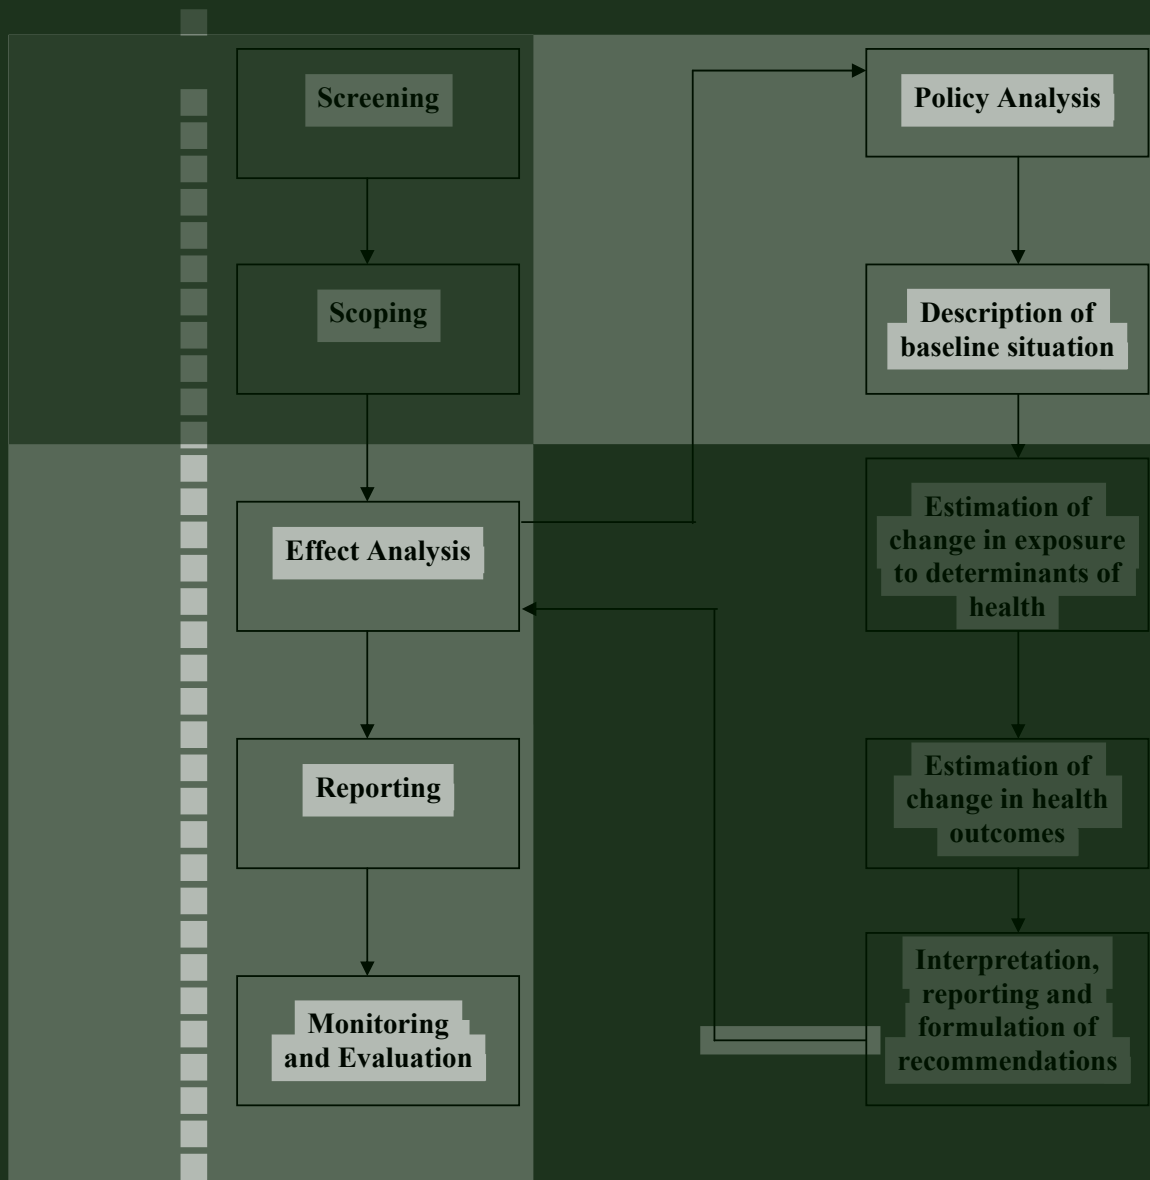 Screening
Scoping
Effect Analysis
Reporting
Monitoring
and Evaluation
Policy Analysis
Description of
baseline situation
Estimation of
change in exposure
to determinants of
health
Estimation of
change in health
outcomes
Interpretation,
reporting and
formulation of
recommendations